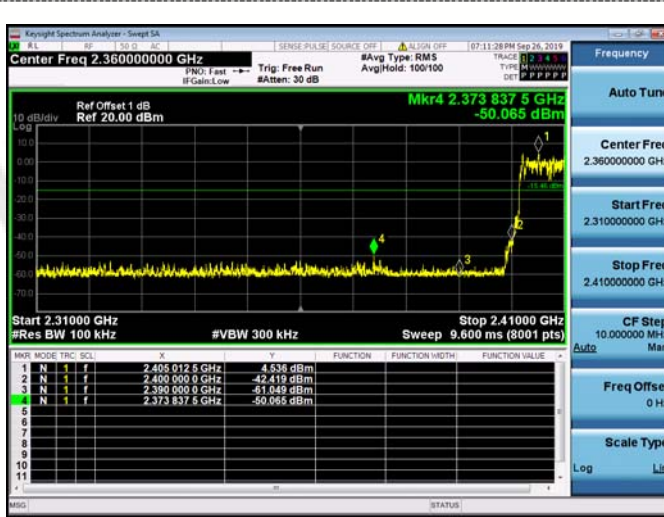 Keysight Spectrum Analyzer - Swept SA
RL RF 50 Ω AC SENSE:PULSE SOURCE OFF ALIGN OFF 07:11:28 PM Sep 26, 2019
Center Freq 2.360000000 GHz
PNO: Fast
IFGain:Low
Trig: Free Run
#Atten: 30 dB
#Avg Type: RMS
Avg|Hold: 100/100
TRACE 1 2 3 4 5
TYPE M W W W W W
DET P P P P P P
Mkr4 2.373 837 5 GHz
-50.065 dBm
Ref Offset 1 dB
10 dB/div Ref 20.00 dBm
Log
10.0
0.00
-10.0
-20.0
-30.0
-40.0
-50.0
-60.0
-70.0
1
2
3
4
Start 2.31000 GHz Stop 2.41000 GHz
#Res BW 100 kHz #VBW 300 kHz Sweep 9.600 ms (8001 pts)
MKR MODE TRC SCL X Y FUNCTION FUNCTION WIDTH FUNCTION VALUE
1 N 1 f 2.405 012 5 GHz 4.536 dBm
2 N 1 f 2.400 000 0 GHz -42.419 dBm
3 N 1 f 2.390 000 0 GHz -61.049 dBm
4 N 1 f 2.373 837 5 GHz -50.065 dBm
5
6
7
8
9
10
11
MSG STATUS
Frequency
Auto Tune
Center Freq
2.360000000 GHz
Start Freq
2.310000000 GHz
Stop Freq
2.410000000 GHz
CF Step
10.000000 MHz
Auto Man
Freq Offset
0 Hz
Scale Type
Log Lin